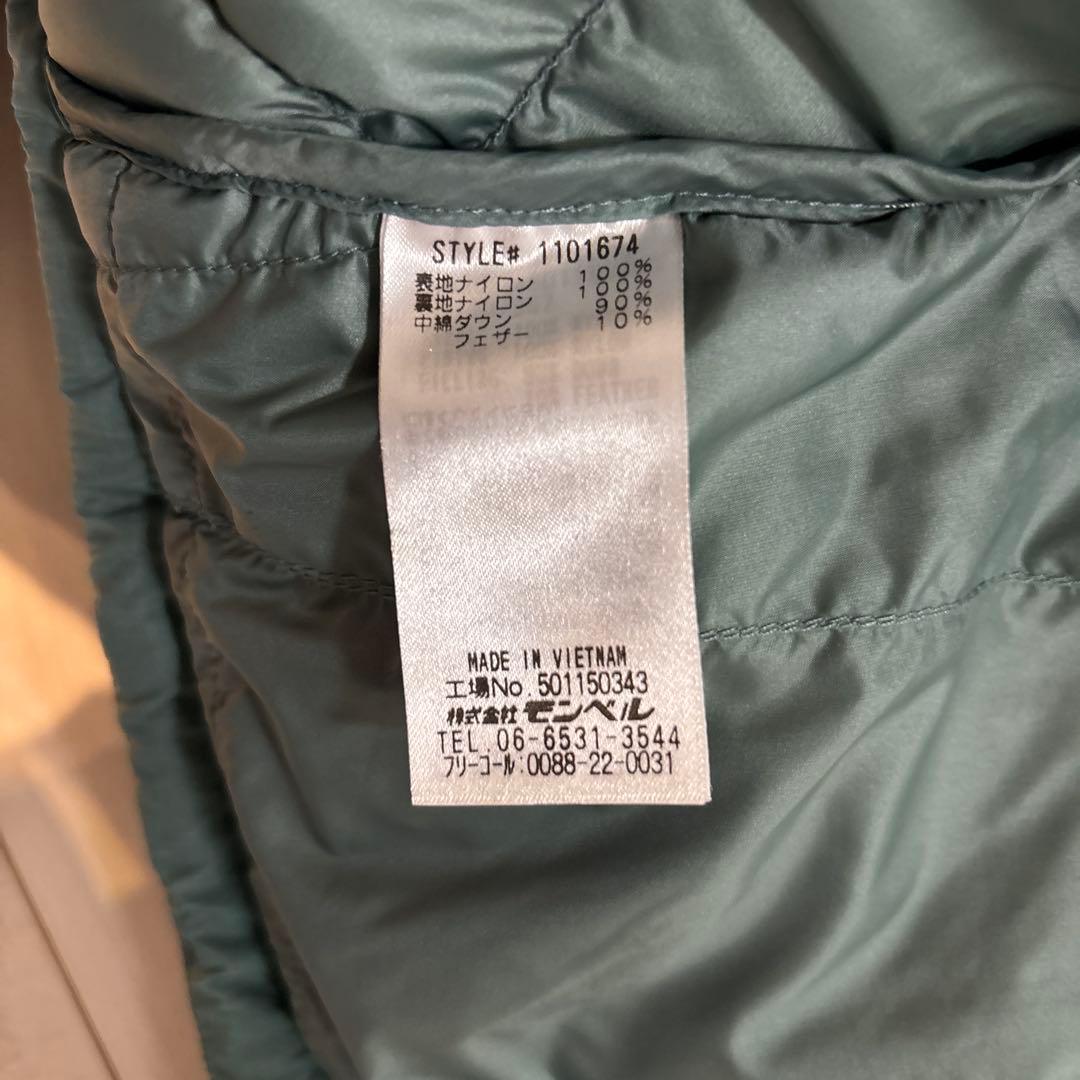 STYLE# 1101674
表地ナイロン 100%
裏地ナイロン 100%
中綿ダウン 90%
フェザー 10%
MADE IN VIETNAM
工場No.501150343
株式会社 モンベル
TEL 06-6531-3544
フリーコール:0088-22-0031